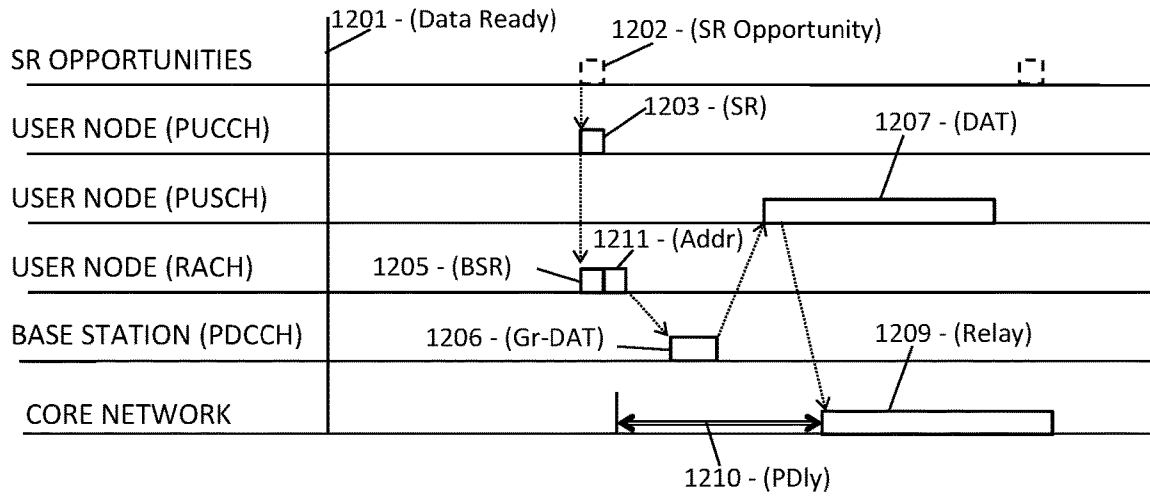 1201 - (Data Ready)
1202 - (SR Opportunity)
SR OPPORTUNITIES
1203 - (SR)
USER NODE (PUCCH)
1207 - (DAT)
USER NODE (PUSCH)
1211 - (Addr)
USER NODE (RACH)
1205 - (BSR)
BASE STATION (PDCCH)
1206 - (Gr-DAT)
1209 - (Relay)
CORE NETWORK
1210 - (PDly)